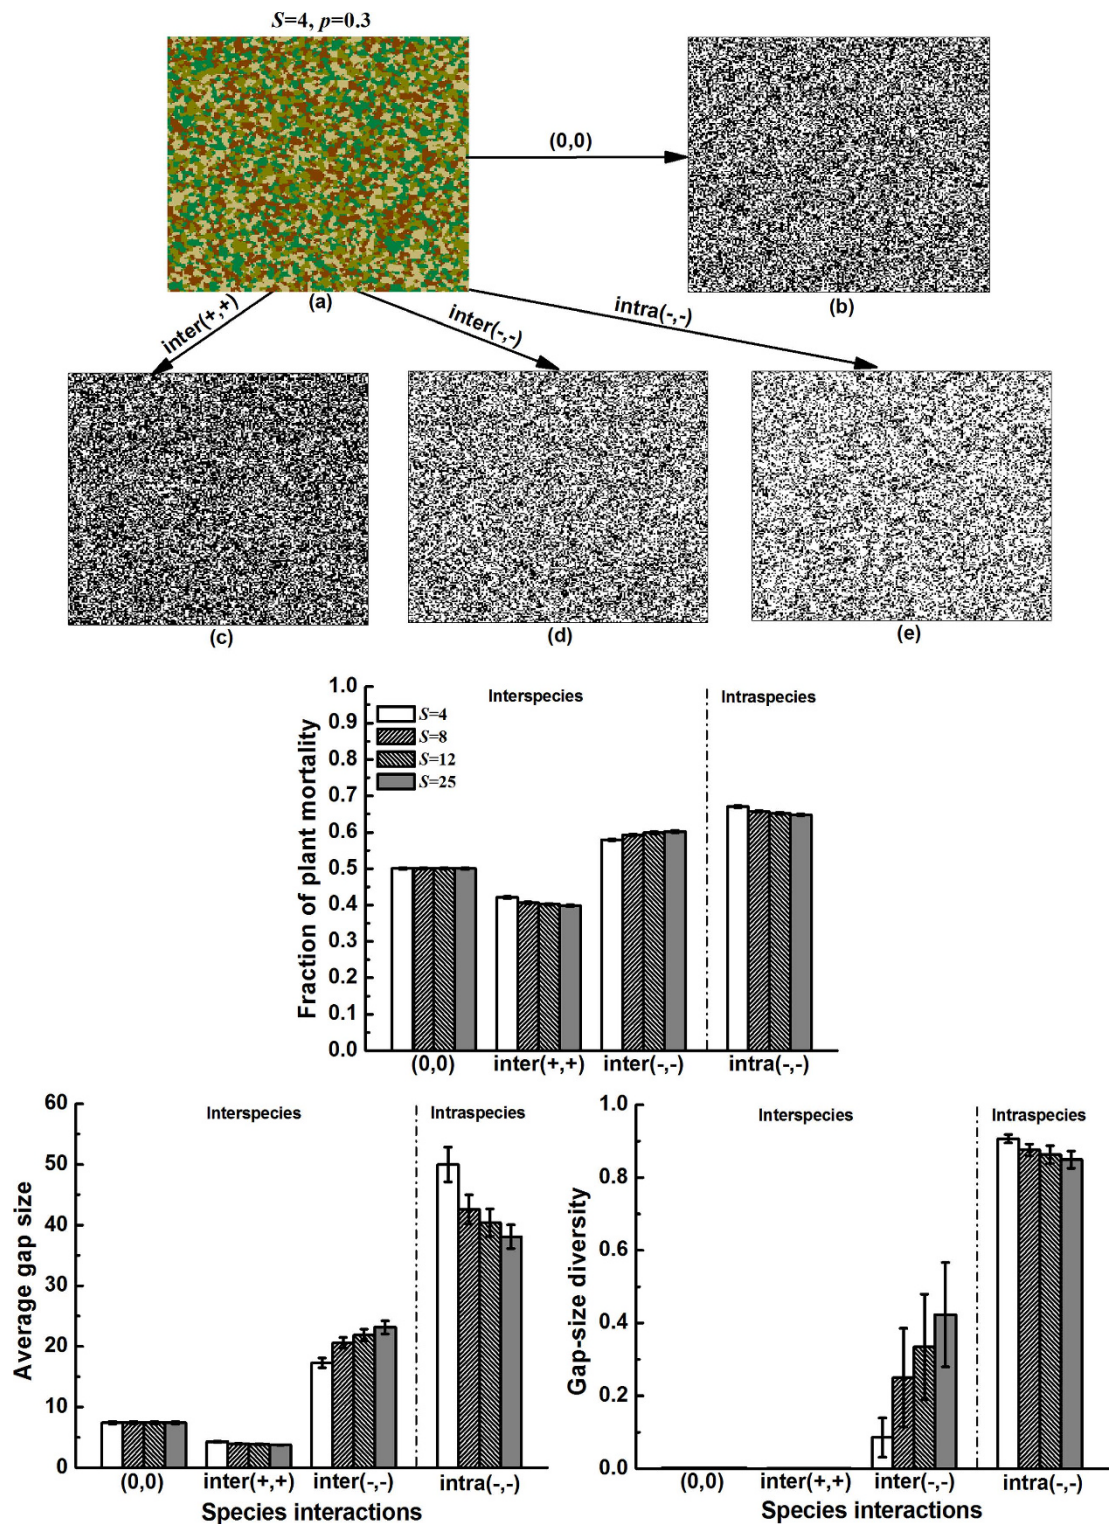 S=4, p=0.3
(0,0)
(a)
(b)
inter(+,+)
inter(-,-)
intra(-,-)
(c)
(d)
(e)
Fraction of plant mortality
1.0
0.9
0.8
0.7
0.6
0.5
0.4
0.3
0.2
0.1
0.0
Interspecies
Intraspecies
S=4
S=8
S=12
S=25
(0,0) inter(+,+) inter(-,-) intra(-,-)
Average gap size
60
50
40
30
20
10
0
Interspecies
Intraspecies
(0,0) inter(+,+) inter(-,-) intra(-,-)
Species interactions
Gap-size diversity
1.0
0.8
0.6
0.4
0.2
0.0
Interspecies
Intraspecies
(0,0) inter(+,+) inter(-,-) intra(-,-)
Species interactions